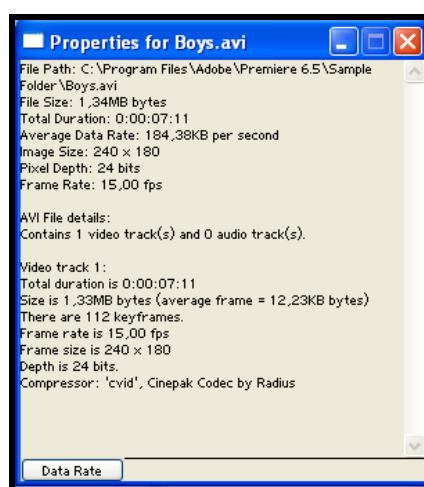 Properties for Boys.avi
File Path: C:\Program Files\Adobe\Premiere 6.5\Sample
Folder\Boys.avi
File Size: 1,34MB bytes
Total Duration: 0:00:07:11
Average Data Rate: 184,38KB per second
Image Size: 240 x 180
Pixel Depth: 24 bits
Frame Rate: 15,00 fps
AVI File details:
Contains 1 video track(s) and 0 audio track(s).
Video track 1:
Total duration is 0:00:07:11
Size is 1,33MB bytes (average frame = 12,23KB bytes)
There are 112 keyframes.
Frame rate is 15,00 fps
Frame size is 240 x 180
Depth is 24 bits.
Compressor: 'cvid', Cinepak Codec by Radius
Data Rate